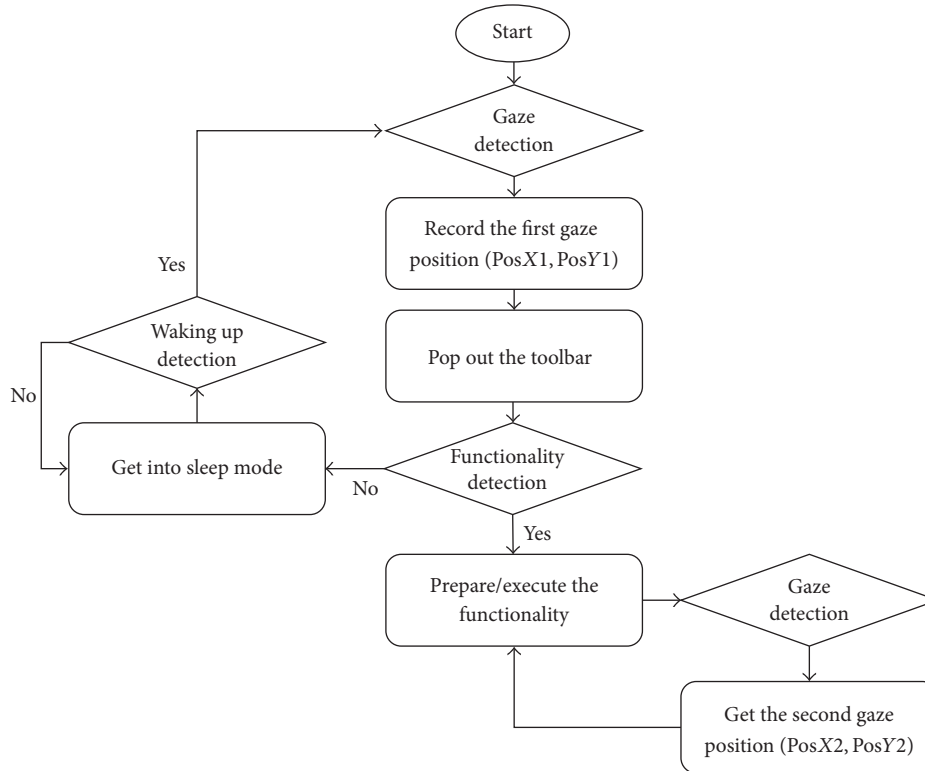 Start
Gaze
detection
Record the first gaze
position (PosX1, PosY1)
Yes
Waking up
detection
Pop out the toolbar
No
Get into sleep mode
Functionality
detection
No
Yes
Prepare/execute the
functionality
Gaze
detection
Get the second gaze
position (PosX2, PosY2)